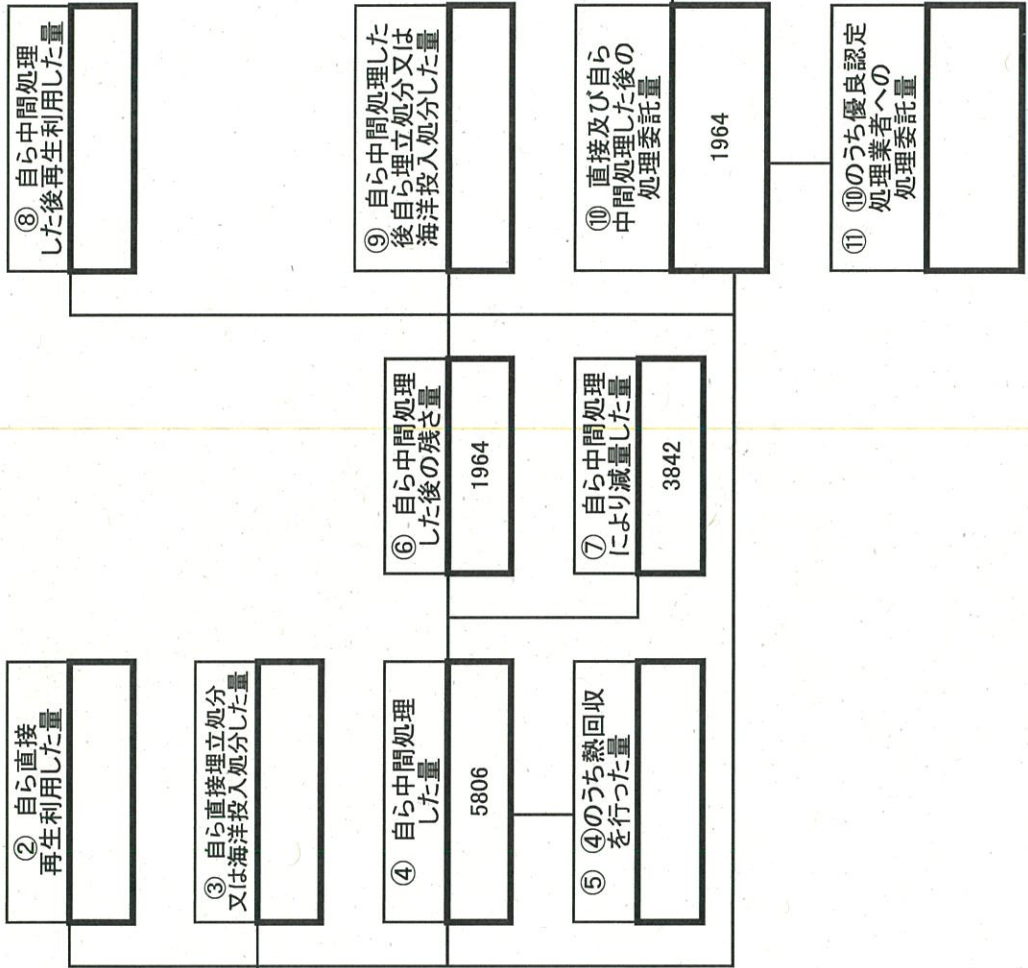 ② 自ら直接
再生利用した量
③ 自ら直接埋立処分
又は海洋投入処分した量
④ 自ら中間処理
した量
5806
⑤ ④のうち熱回収
を行った量
⑥ 自ら中間処理
した後の残さ量
1964
⑦ 自ら中間処理
により減量した量
3842
⑧ 自ら中間処理
した後再生利用した量
⑨ 自ら中間処理した
後自ら埋立処分又は
海洋投入処分した量
⑩ 直接及び自ら
中間処理した後の
処理委託量
1964
⑪ ⑩のうち優良認定
処理業者への
処理委託量